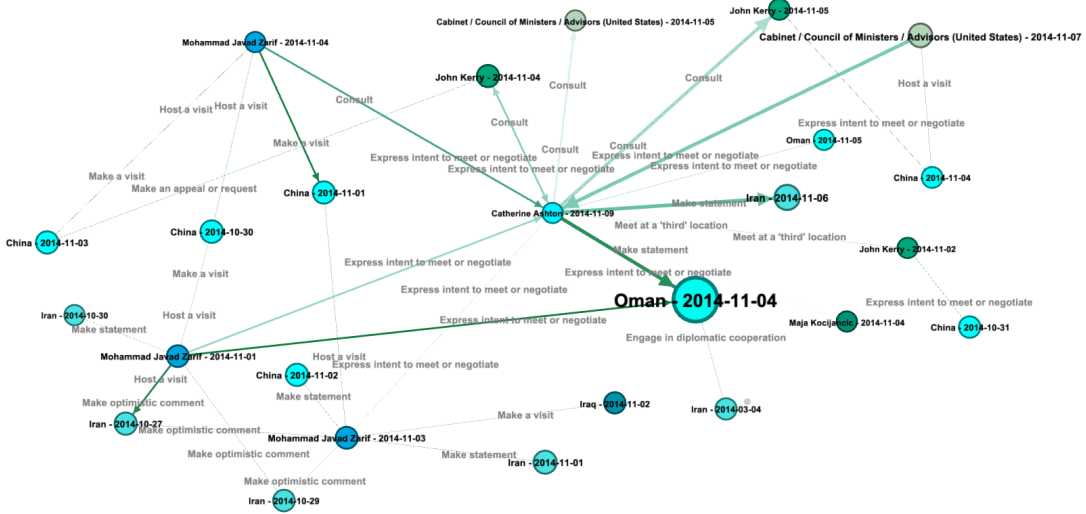 John Kerry - 2014-11-05
Cabinet / Council of Ministers / Advisors (United States) - 2014-11-05
Cabinet / Council of Ministers / Advisors (United States) - 2014-11-07
Mohammad Javad Zarif - 2014-11-04
John Kerry - 2014-11-04
Consult
Consult
Host a visit
Consult
Host a visit
Host a visit
Consult
Express intent to meet or negotiate
Make a visit
Consult
Oman - 2014-11-05
Consult
Express intent to meet or negotiate
Express intent to meet or negotiate
Express intent to meet or negotiate
Express intent to meet or negotiate
Make a visit
China - 2014-11-04
Make an appeal or request
China - 2014-11-01
Iran - 2014-11-06
Make statement
Catherine Ashton - 2014-11-09
Meet at a 'third' location
China - 2014-10-30
Meet at a 'third' location
China - 2014-11-03
Make statement
John Kerry - 2014-11-02
Express intent to meet or negotiate
Make a visit
Express intent to meet or negotiate
Express intent to meet or negotiate
Oman - 2014-11-04
Express intent to meet or negotiate
Iran - 2014-10-30
Host a visit
Express intent to meet or negotiate
Maja Kocijancic - 2014-11-04
Make statement
China - 2014-10-31
Engage in diplomatic cooperation
Mohammad Javad Zarif - 2014-11-01
Host a visit
Express intent to meet or negotiate
China - 2014-11-02
Host a visit
Make statement
Make optimistic comment
Iraq - 2014-11-02
Iran - 2014-03-04
Make a visit
Iran - 2014-10-27
Make optimistic comment
Mohammad Javad Zarif - 2014-11-03
Make optimistic comment
Make statement
Iran - 2014-11-01
Make optimistic comment
Iran - 2014-10-29